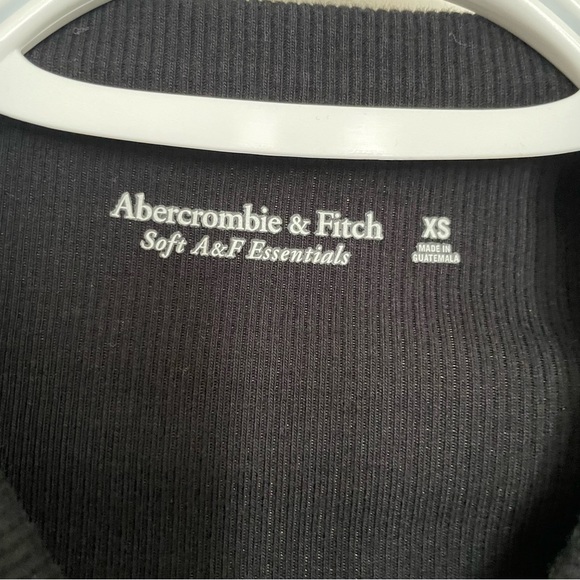 Abercrombie & Fitch
Soft A&F Essentials
XS
MADE IN
GUATEMALA